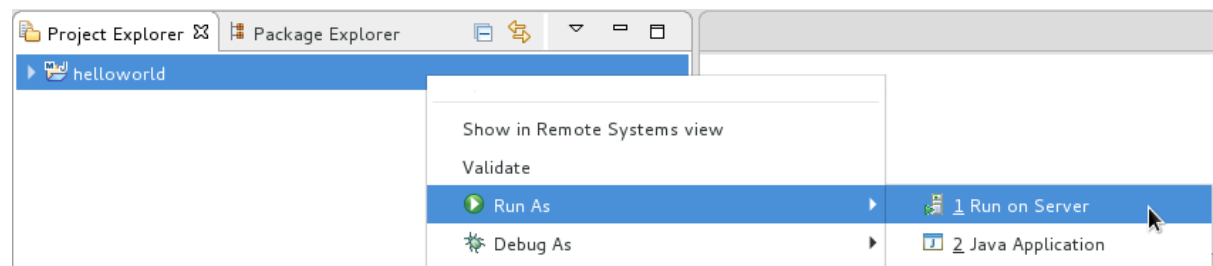 Project Explorer Package Explorer
helloworld
Show in Remote Systems view
Validate
Run As 1 Run on Server
Debug As 2 Java Application